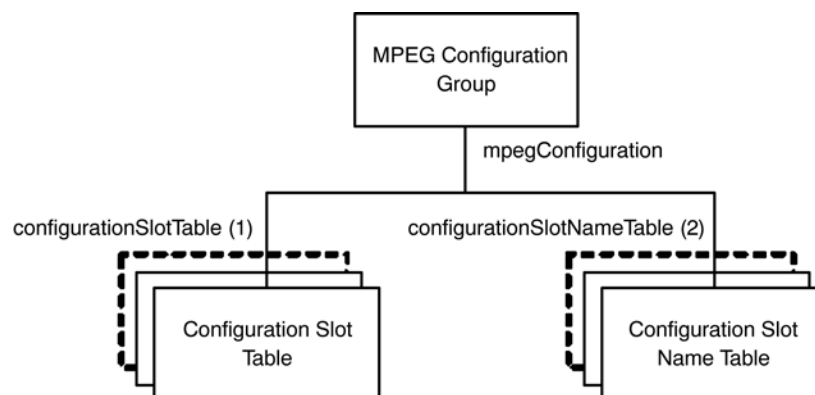 MPEG Configuration
Group
mpegConfiguration
configurationSlotTable (1)
configurationSlotNameTable (2)
Configuration Slot
Table
Configuration Slot
Name Table